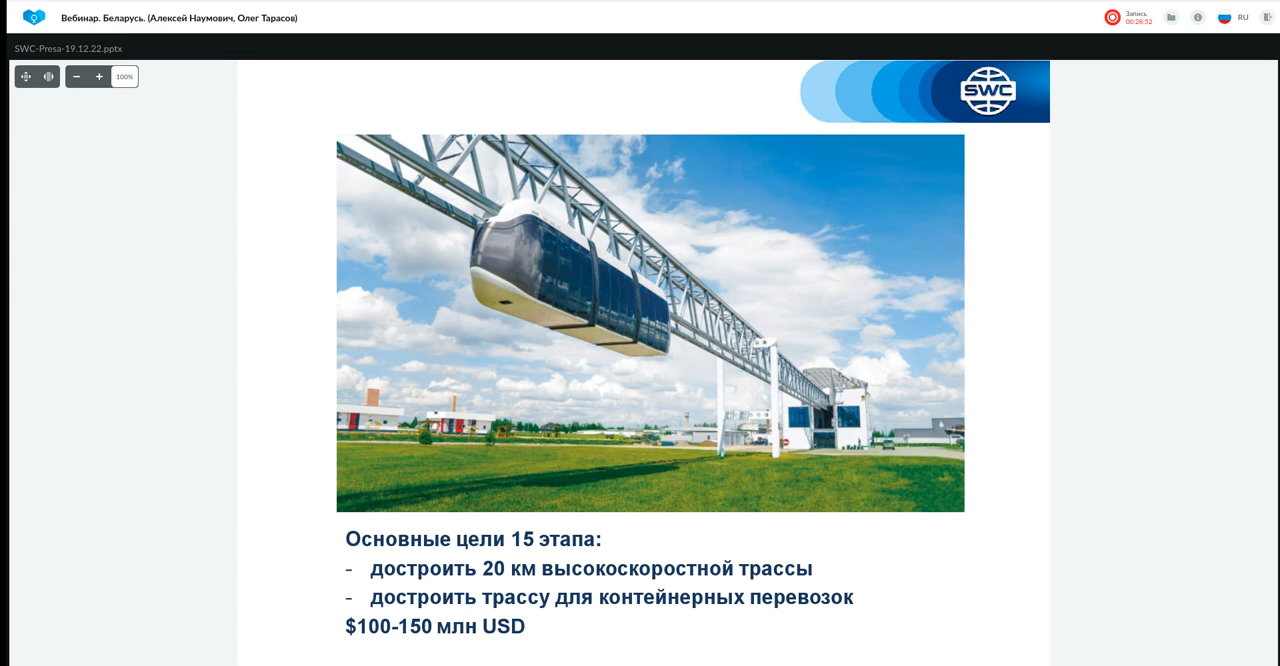 Вебинар. Беларусь. (Алексей Наумович, Олег Тарасов)
Запись
00:28:52
RU
SWC-Presa-19.12.22.pptx
100%
SWC
Основные цели 15 этапа:
- достроить 20 км высокоскоростной трассы
- достроить трассу для контейнерных перевозок
$100-150 млн USD